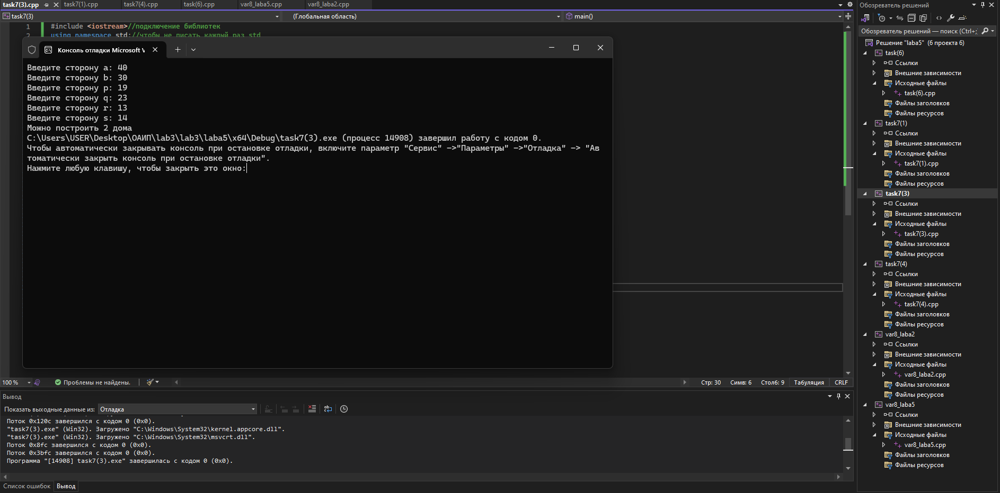 task7(3).cpp task7(1).cpp task7(4).cpp task(6).cpp var8_laba5.cpp var8_laba2.cpp
task7(3) (Глобальная область) main()
1 #include <iostream>//подключение библиотек
2 using namespace std;//чтобы не писать каждый раз std
Консоль отладки Microsoft V
Введите сторону a: 40
Введите сторону b: 30
Введите сторону p: 19
Введите сторону q: 23
Введите сторону r: 13
Введите сторону s: 14
Можно построить 2 дома
C:\Users\USER\Desktop\ОАИП\lab3\lab3\laba5\x64\Debug\task7(3).exe (процесс 14908) завершил работу с кодом 0.
Чтобы автоматически закрывать консоль при остановке отладки, включите параметр "Сервис" ->"Параметры" ->"Отладка" -> "Ав
томатически закрыть консоль при остановке отладки".
Нажмите любую клавишу, чтобы закрыть это окно:
100 % Проблемы не найдены. Стр: 30 Симв: 6 Столб: 9 Табуляция CRLF
Вывод
Показать выходные данные из: Отладка
Поток 0x120c завершился с кодом 0 (0x0).
"task7(3).exe" (Win32). Загружено "C:\Windows\System32\kernel.appcore.dll".
"task7(3).exe" (Win32). Загружено "C:\Windows\System32\msvcrt.dll".
Поток 0x8fc завершился с кодом 0 (0x0).
Поток 0x3bfc завершился с кодом 0 (0x0).
Программа "[14908] task7(3).exe" завершилась с кодом 0 (0x0).
Список ошибок Вывод
Обозреватель решений
Обозреватель решений — поиск (Ctrl+;
Решение "laba5" (6 проекта 6)
task(6)
Ссылки
Внешние зависимости
Исходные файлы
task(6).cpp
Файлы заголовков
Файлы ресурсов
task7(1)
Ссылки
Внешние зависимости
Исходные файлы
task7(1).cpp
Файлы заголовков
Файлы ресурсов
task7(3)
Ссылки
Внешние зависимости
Исходные файлы
task7(3).cpp
Файлы заголовков
Файлы ресурсов
task7(4)
Ссылки
Внешние зависимости
Исходные файлы
task7(4).cpp
Файлы заголовков
Файлы ресурсов
var8_laba2
Ссылки
Внешние зависимости
Исходные файлы
var8_laba2.cpp
Файлы заголовков
Файлы ресурсов
var8_laba5
Ссылки
Внешние зависимости
Исходные файлы
var8_laba5.cpp
Файлы заголовков
Файлы ресурсов